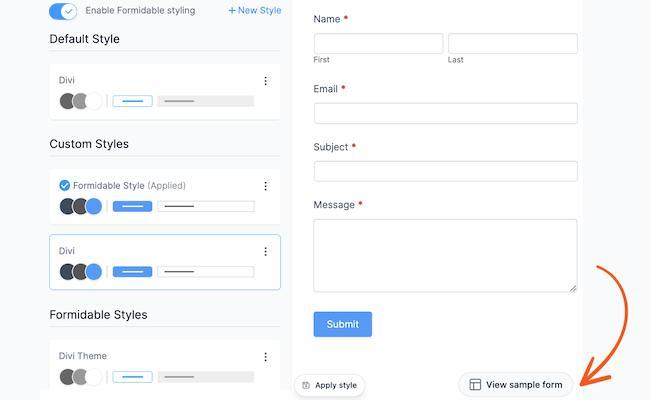 Enable Formidable styling
+ New Style
Default Style
Divi
Custom Styles
Formidable Style (Applied)
Divi
Formidable Styles
Divi Theme
Name *
First Last
Email *
Subject *
Message *
Submit
Apply style
View sample form